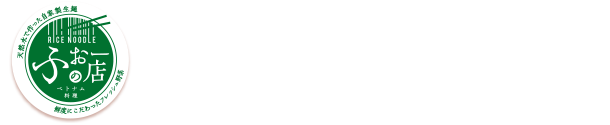 天然水で作った自家製生麺
RICE NOODLE
ふぉの一店
ベトナム
料理
鮮度にこだわったフレッシュ野菜